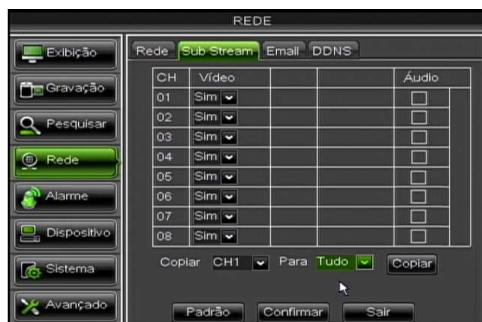 REDE
Exibição
Gravação
Pesquisar
Rede
Alarme
Dispositivo
Sistema
Avançado
Rede Sub Stream Email DDNS
CH Vídeo Áudio
01 Sim
02 Sim
03 Sim
04 Sim
05 Sim
06 Sim
07 Sim
08 Sim
Copiar CH1 Para Tudo Copiar
Padrão Confirmar Sair